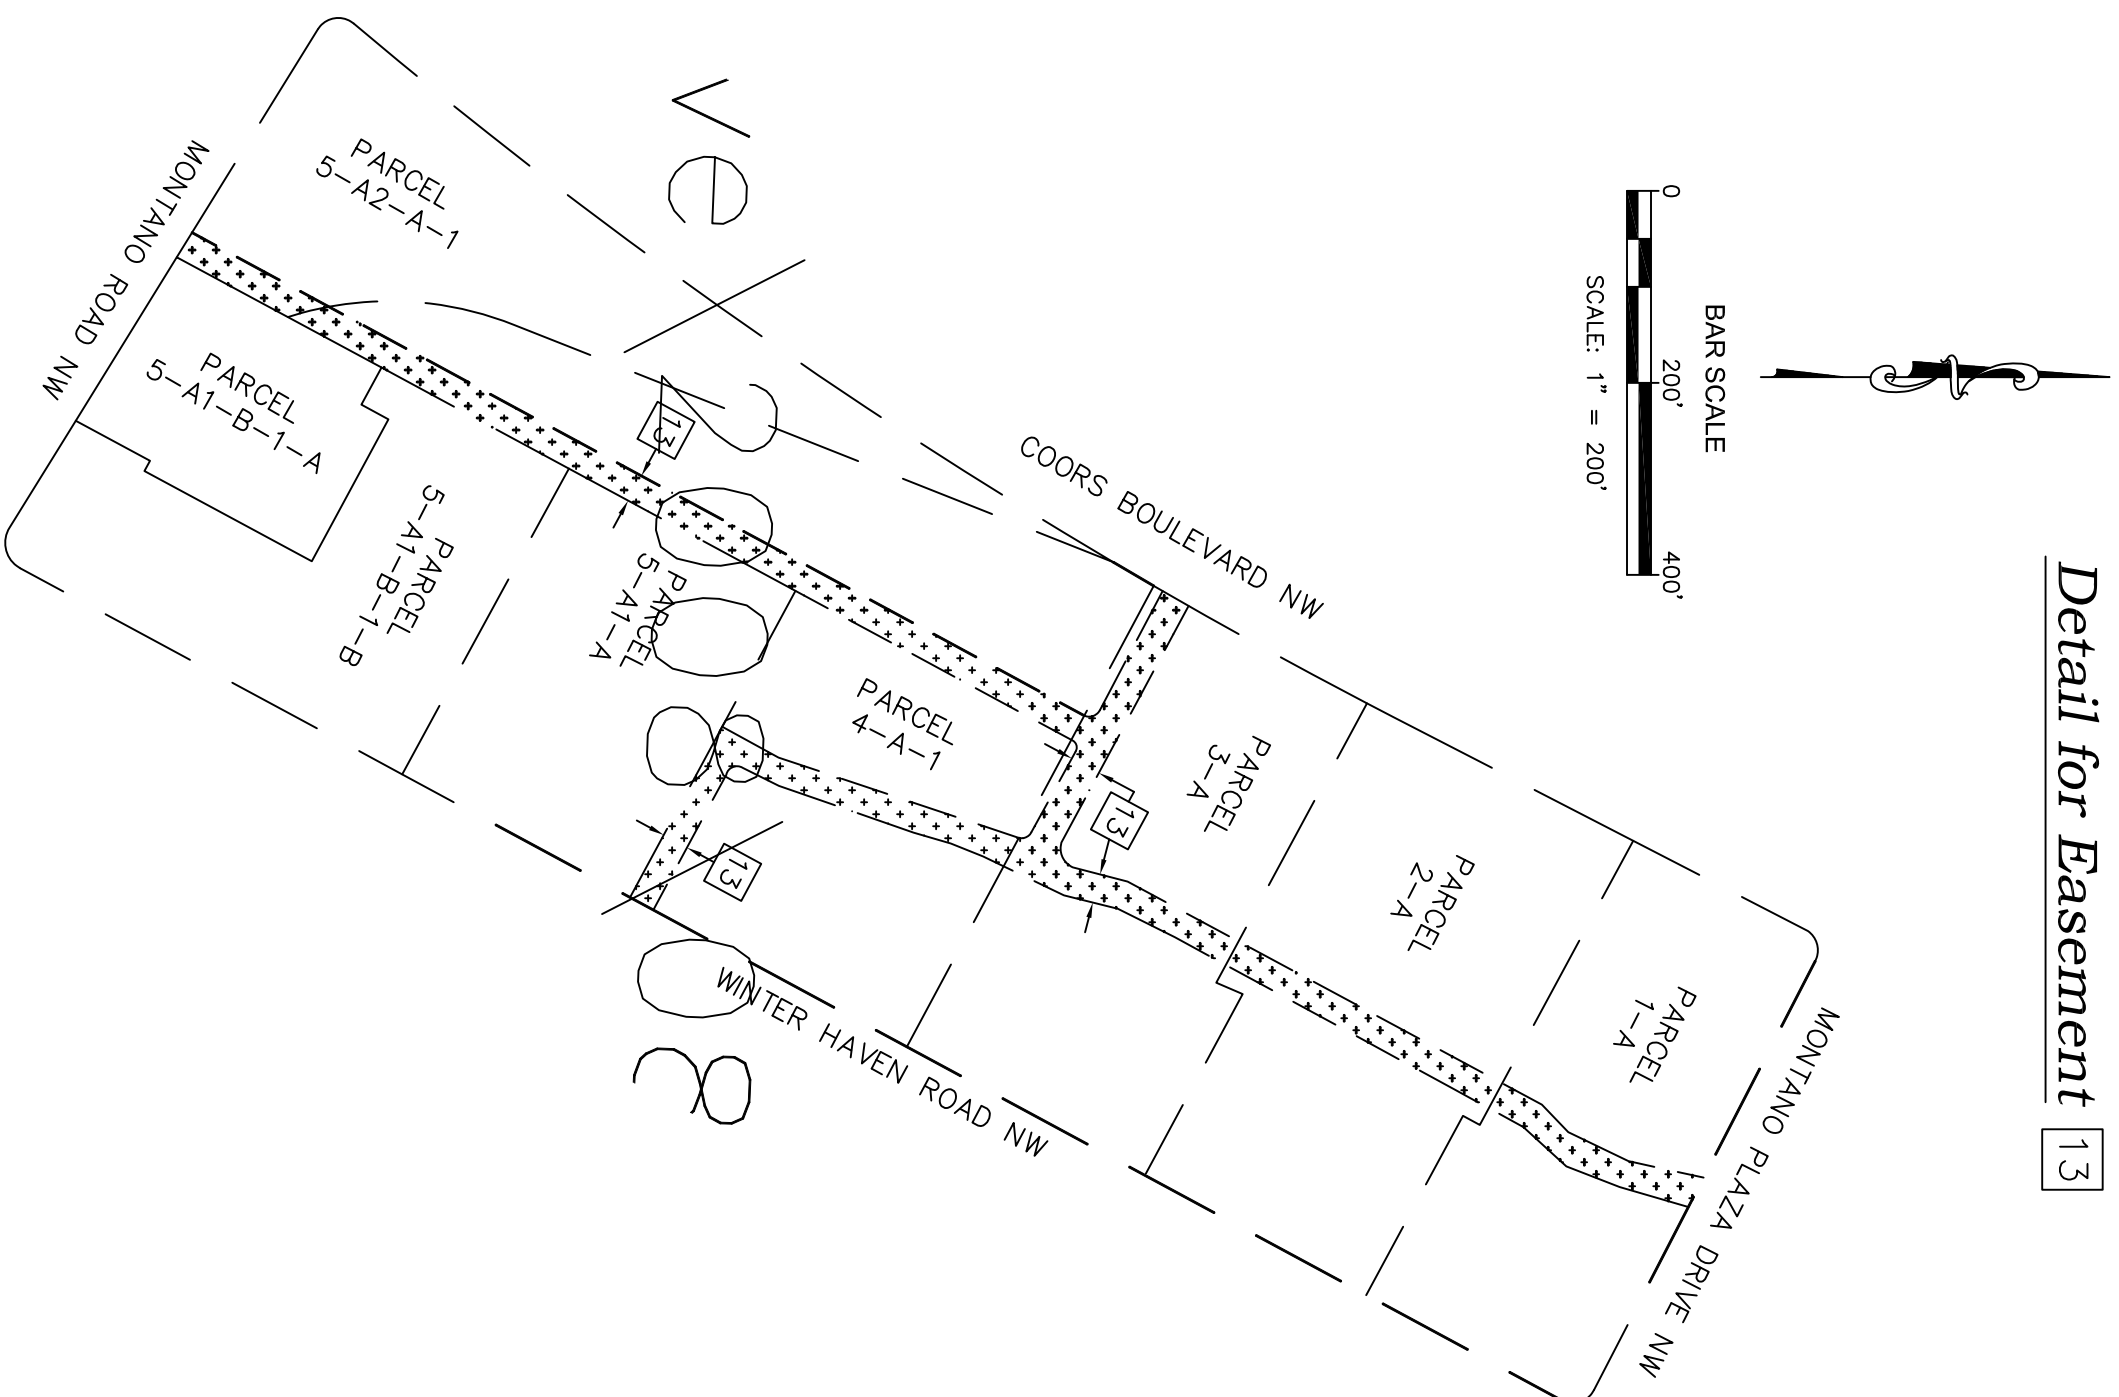 Detail for Easement 13
BAR SCALE
0 200' 400'
SCALE: 1" = 200'
COORS BOULEVARD NW
MONTANO PLAZA DRIVE NW
PARCEL
1-A
PARCEL
2-A
PARCEL
3-A
13
PARCEL
4-A-1
13
13
PARCEL
5-A1-A
PARCEL
5-A1-B-1-B
PARCEL
5-A1-B-1-A
PARCEL
5-A2-A-1
MONTANO ROAD NW
WINTER HAVEN ROAD NW